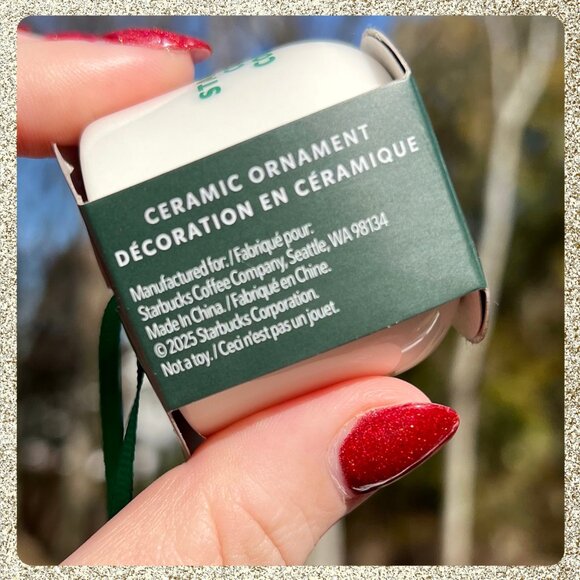 CERAMIC ORNAMENT
DÉCORATION EN CÉRAMIQUE
Manufactured for: / Fabriqué pour:
Starbucks Coffee Company, Seattle, WA 98134
Made In China. / Fabriqué en Chine.
© 2025 Starbucks Corporation.
Not a toy. / Ceci n'est pas un jouet.